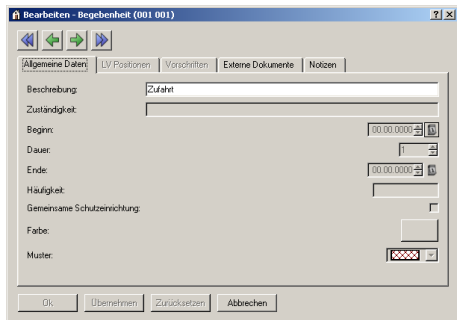 Bearbeiten - Begebenheit (001 001)
Allgemeine Daten LV Positionen Vorschriften Externe Dokumente Notizen
Beschreibung: Zufahrt
Zuständigkeit:
Beginn: 00.00.0000
Dauer: 1
Ende: 00.00.0000
Häufigkeit:
Gemeinsame Schutzeinrichtung:
Farbe:
Muster:
Ok Übernehmen Zurücksetzen Abbrechen